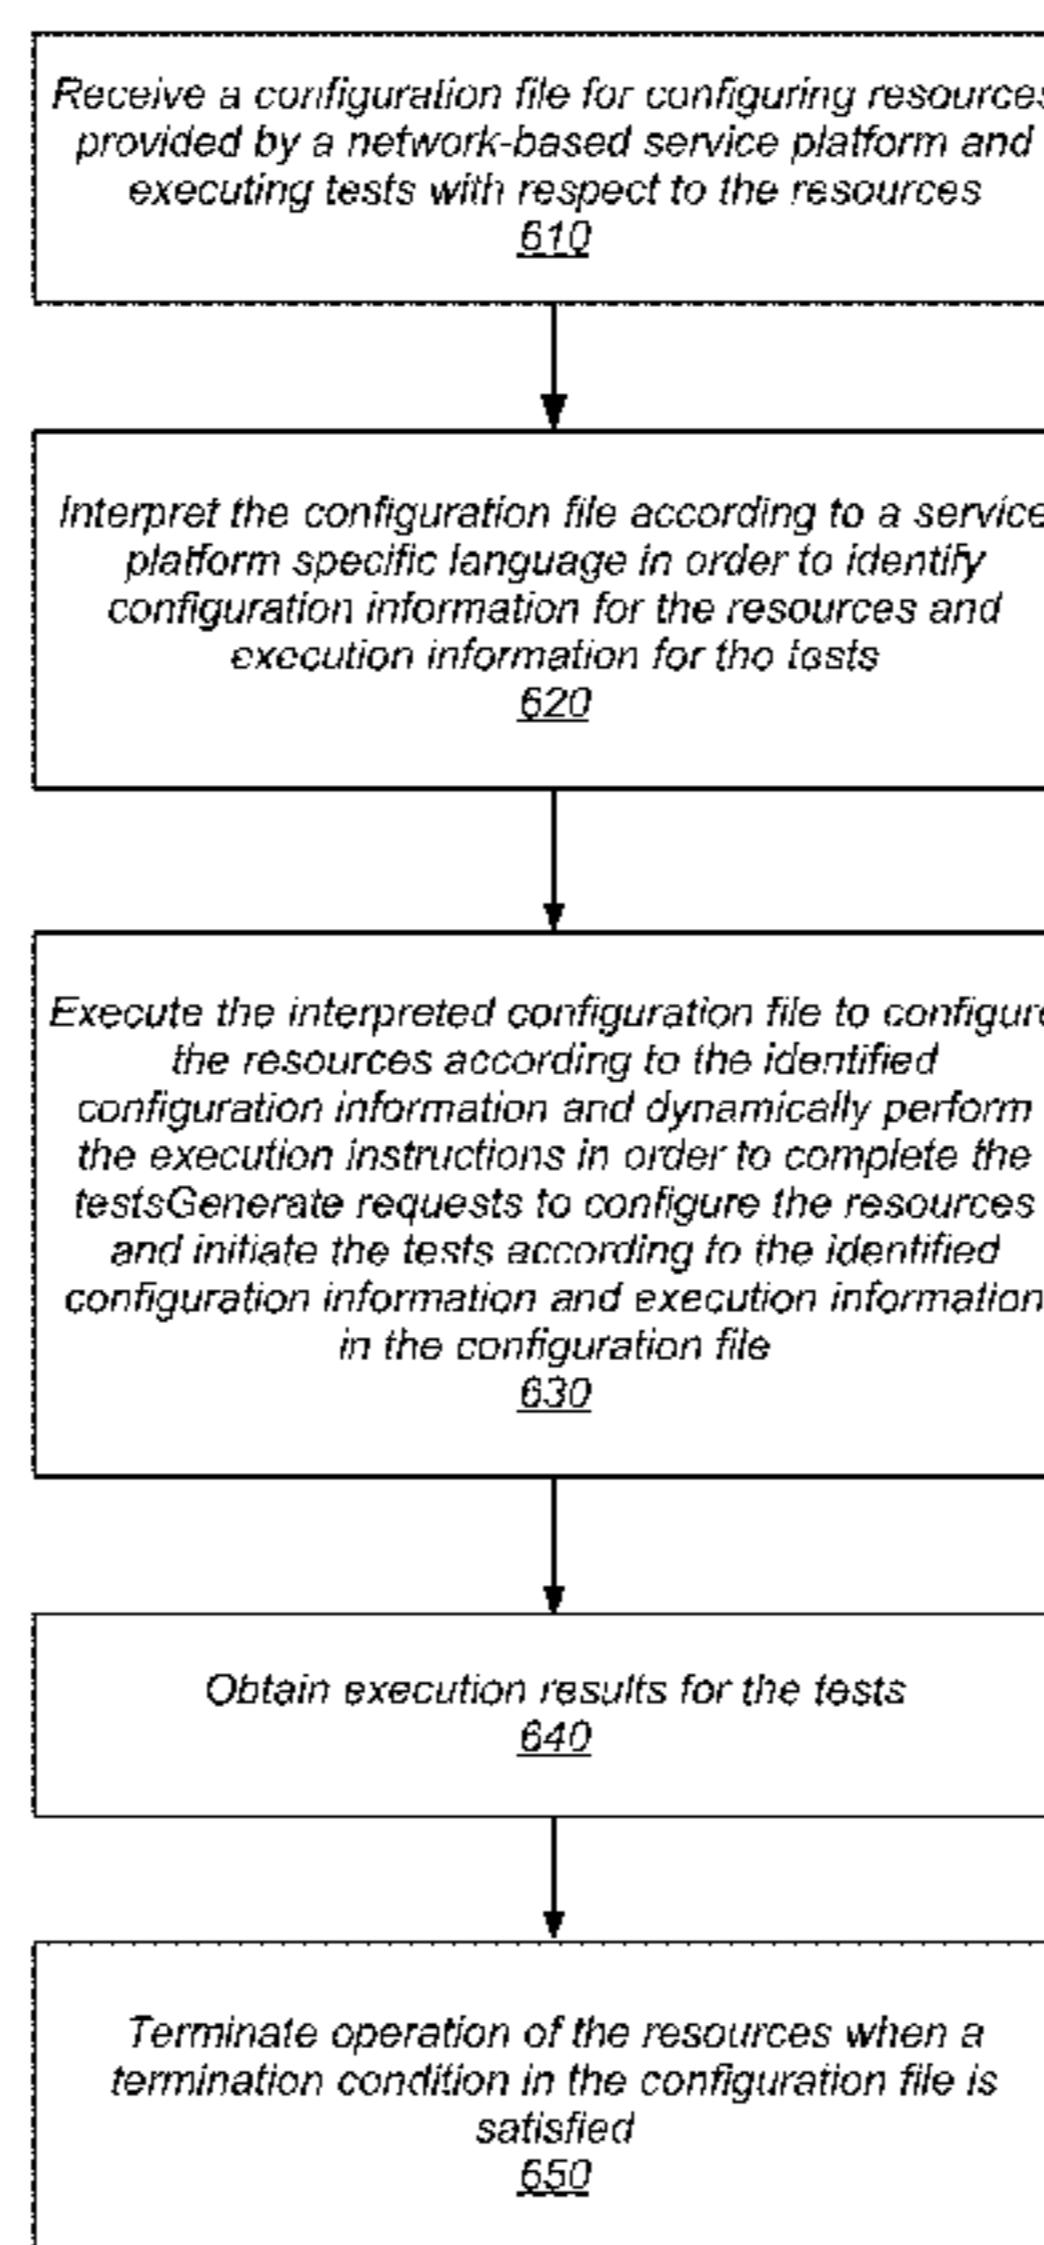 Receive a configuration file for configuring resources
provided by a network-based service platform and
executing tests with respect to the resources
610
Interpret the configuration file according to a service
platform specific language in order to identify
configuration information for the resources and
execution information for the tests
620
Execute the interpreted configuration file to configure
the resources according to the identified
configuration information and dynamically perform
the execution instructions in order to complete the
testsGenerate requests to configure the resources
and initiate the tests according to the identified
configuration information and execution information
in the configuration file
630
Obtain execution results for the tests
640
Terminate operation of the resources when a
termination condition in the configuration file is
satisfied
650